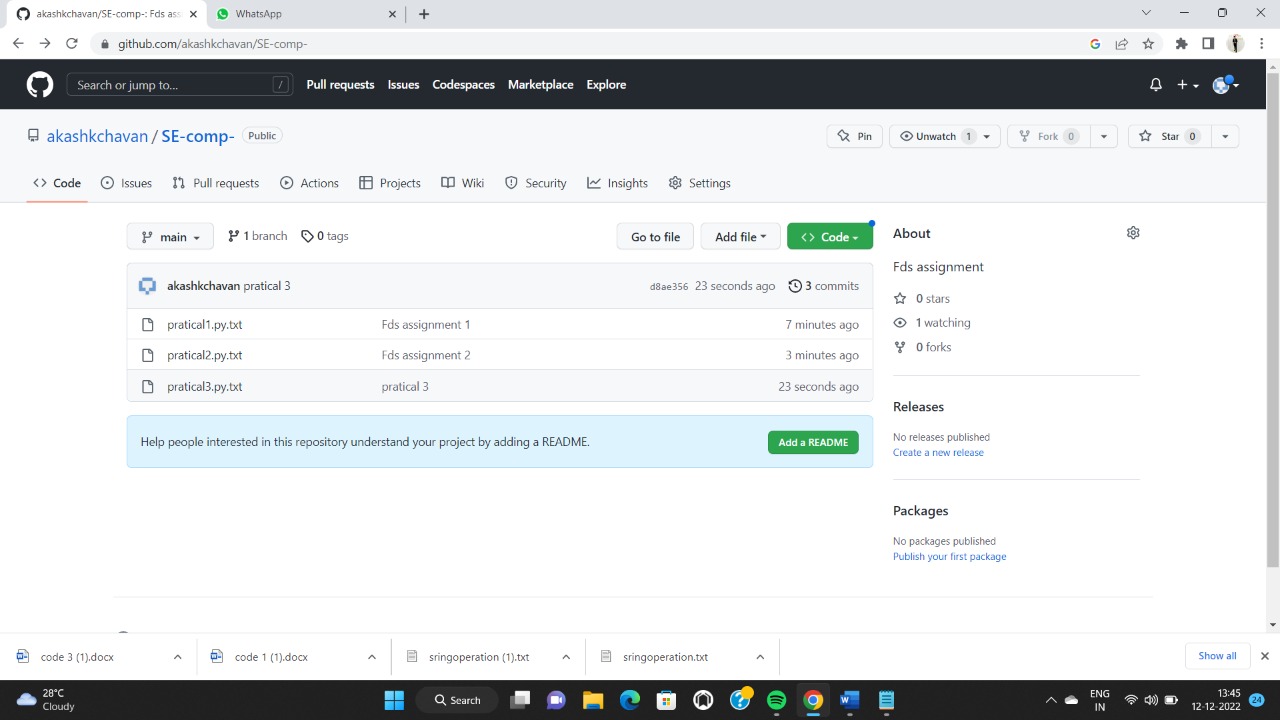 akashkchavan/SE-comp-: Fds ass
WhatsApp
github.com/akashkchavan/SE-comp-
Search or jump to...
/
Pull requests
Issues
Codespaces
Marketplace
Explore
akashkchavan / SE-comp-
Public
Pin
Unwatch 1
Fork 0
Star 0
Code
Issues
Pull requests
Actions
Projects
Wiki
Security
Insights
Settings
main
1 branch
0 tags
Go to file
Add file
Code
akashkchavan pratical 3
d8ae356 23 seconds ago
3 commits
pratical1.py.txt
Fds assignment 1
7 minutes ago
pratical2.py.txt
Fds assignment 2
3 minutes ago
pratical3.py.txt
pratical 3
23 seconds ago
Help people interested in this repository understand your project by adding a README.
Add a README
About
Fds assignment
0 stars
1 watching
0 forks
Releases
No releases published
Create a new release
Packages
No packages published
Publish your first package
code 3 (1).docx
code 1 (1).docx
sringoperation (1).txt
sringoperation.txt
Show all
28°C
Cloudy
Search
ENG
IN
13:45
12-12-2022
24